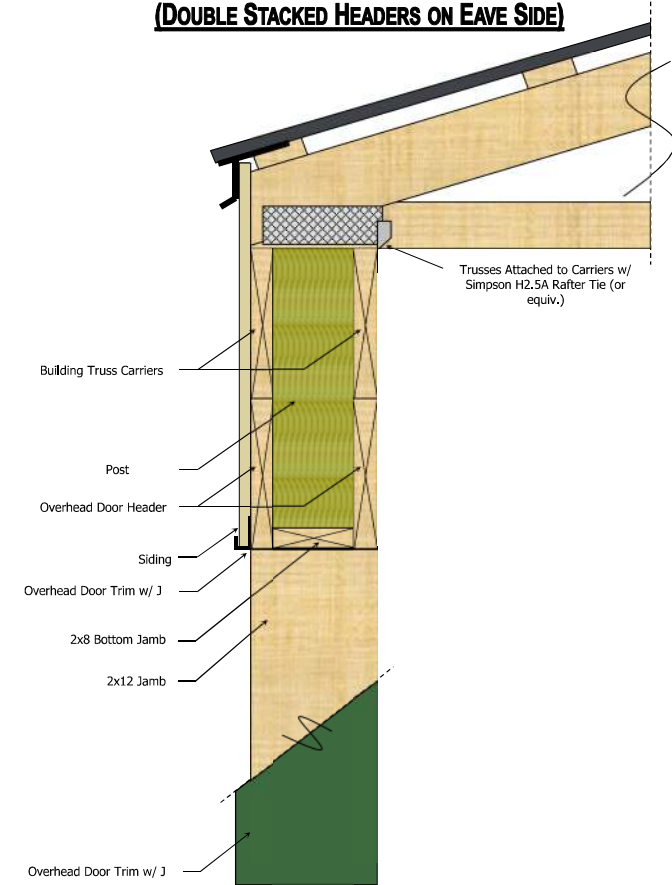 (DOUBLE STACKED HEADERS ON EAVE SIDE)
Trusses Attached to Carriers w/
Simpson H2.5A Rafter Tie (or
equiv.)
Building Truss Carriers
Post
Overhead Door Header
Siding
Overhead Door Trim w/ J
2x8 Bottom Jamb
2x12 Jamb
Overhead Door Trim w/ J